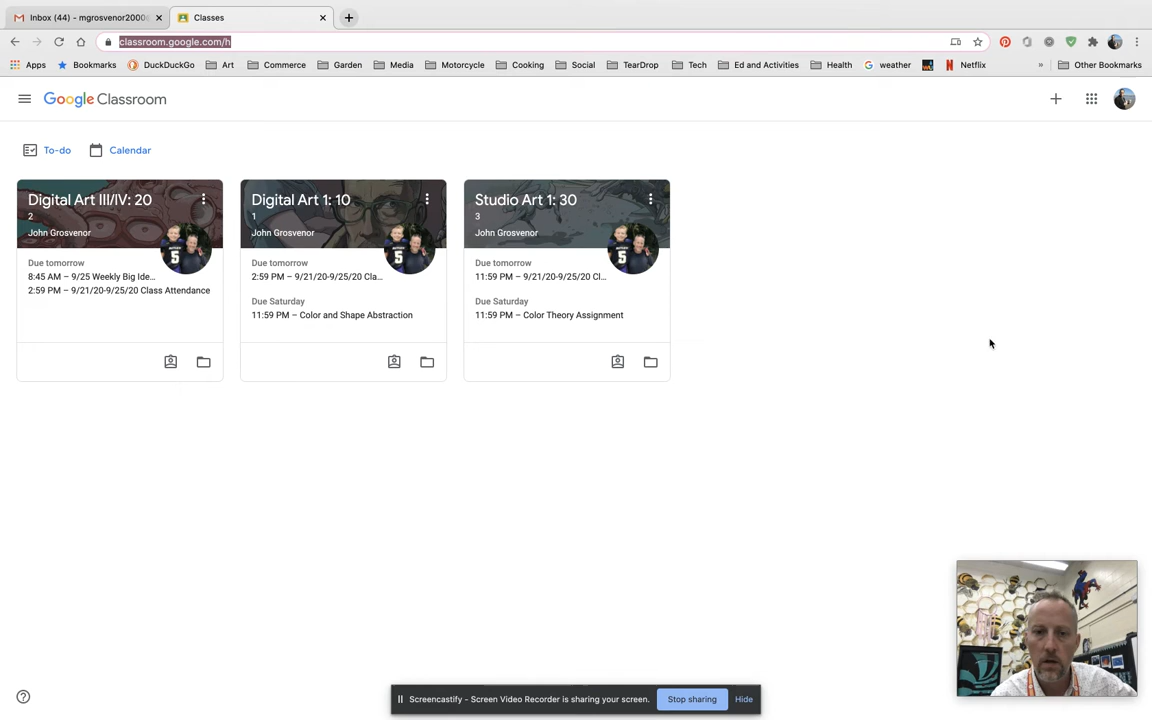 Inbox (44) - mgrosvenor2000
Classes
classroom.google.com/h
Apps Bookmarks DuckDuckGo Art Commerce Garden Media Motorcycle Cooking Social TearDrop Tech Ed and Activities Health weather Netflix » Other Bookmarks
Google Classroom
To-do Calendar
Digital Art III/IV: 20
2
John Grosvenor
5
Due tomorrow
8:45 AM – 9/25 Weekly Big Ide...
2:59 PM – 9/21/20-9/25/20 Class Attendance
Digital Art 1: 10
1
John Grosvenor
5
Due tomorrow
2:59 PM – 9/21/20-9/25/20 Cla...
Due Saturday
11:59 PM – Color and Shape Abstraction
Studio Art 1: 30
3
John Grosvenor
5
Due tomorrow
11:59 PM – 9/21/20-9/25/20 Cl...
Due Saturday
11:59 PM – Color Theory Assignment
Screencastify - Screen Video Recorder is sharing your screen. Stop sharing Hide